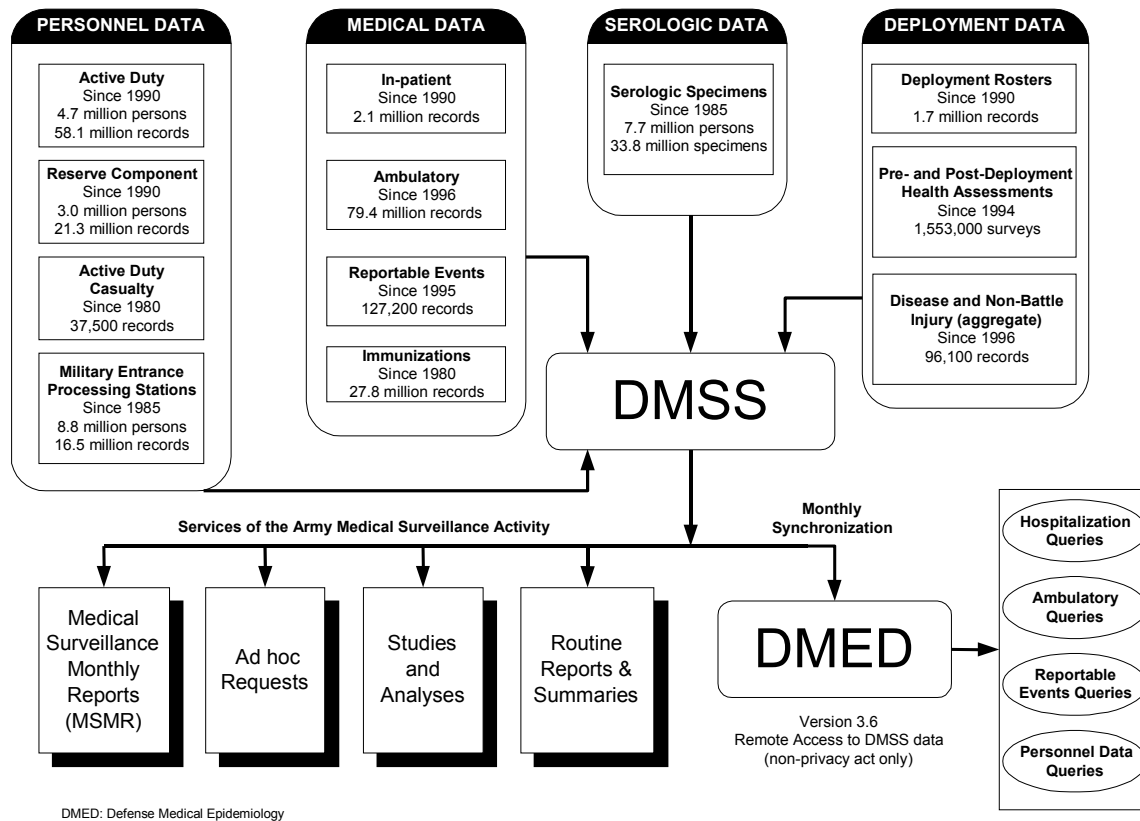 PERSONNEL DATA
Active Duty
Since 1990
4.7 million persons
58.1 million records
Reserve Component
Since 1990
3.0 million persons
21.3 million records
Active Duty
Casualty
Since 1980
37,500 records
Military Entrance
Processing Stations
Since 1985
8.8 million persons
16.5 million records
MEDICAL DATA
In-patient
Since 1990
2.1 million records
Ambulatory
Since 1996
79.4 million records
Reportable Events
Since 1995
127,200 records
Immunizations
Since 1980
27.8 million records
SEROLOGIC DATA
Serologic Specimens
Since 1985
7.7 million persons
33.8 million specimens
DEPLOYMENT DATA
Deployment Rosters
Since 1990
1.7 million records
Pre- and Post-Deployment
Health Assessments
Since 1994
1,553,000 surveys
Disease and Non-Battle
Injury (aggregate)
Since 1996
96,100 records
DMSS
Services of the Army Medical Surveillance Activity
Monthly
Synchronization
Medical
Surveillance
Monthly
Reports
(MSMR)
Ad hoc
Requests
Studies
and
Analyses
Routine
Reports &
Summaries
DMED
Version 3.6
Remote Access to DMSS data
(non-privacy act only)
Hospitalization
Queries
Ambulatory
Queries
Reportable
Events Queries
Personnel Data
Queries
DMED: Defense Medical Epidemiology